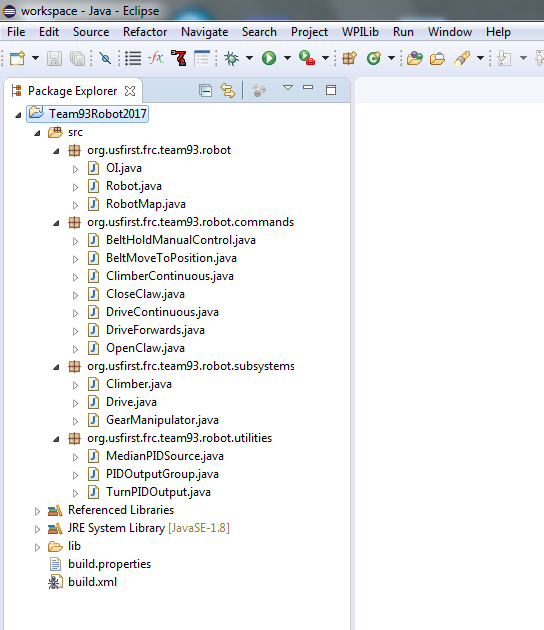 workspace - Java - Eclipse
File Edit Source Refactor Navigate Search Project WPILib Run Window Help
Package Explorer
Team93Robot2017
src
org.usfirst.frc.team93.robot
OI.java
Robot.java
RobotMap.java
org.usfirst.frc.team93.robot.commands
BeltHoldManualControl.java
BeltMoveToPosition.java
ClimberContinuous.java
CloseClaw.java
DriveContinuous.java
DriveForwards.java
OpenClaw.java
org.usfirst.frc.team93.robot.subsystems
Climber.java
Drive.java
GearManipulator.java
org.usfirst.frc.team93.robot.utilities
MedianPIDSource.java
PIDOutputGroup.java
TurnPIDOutput.java
Referenced Libraries
JRE System Library [JavaSE-1.8]
lib
build.properties
build.xml